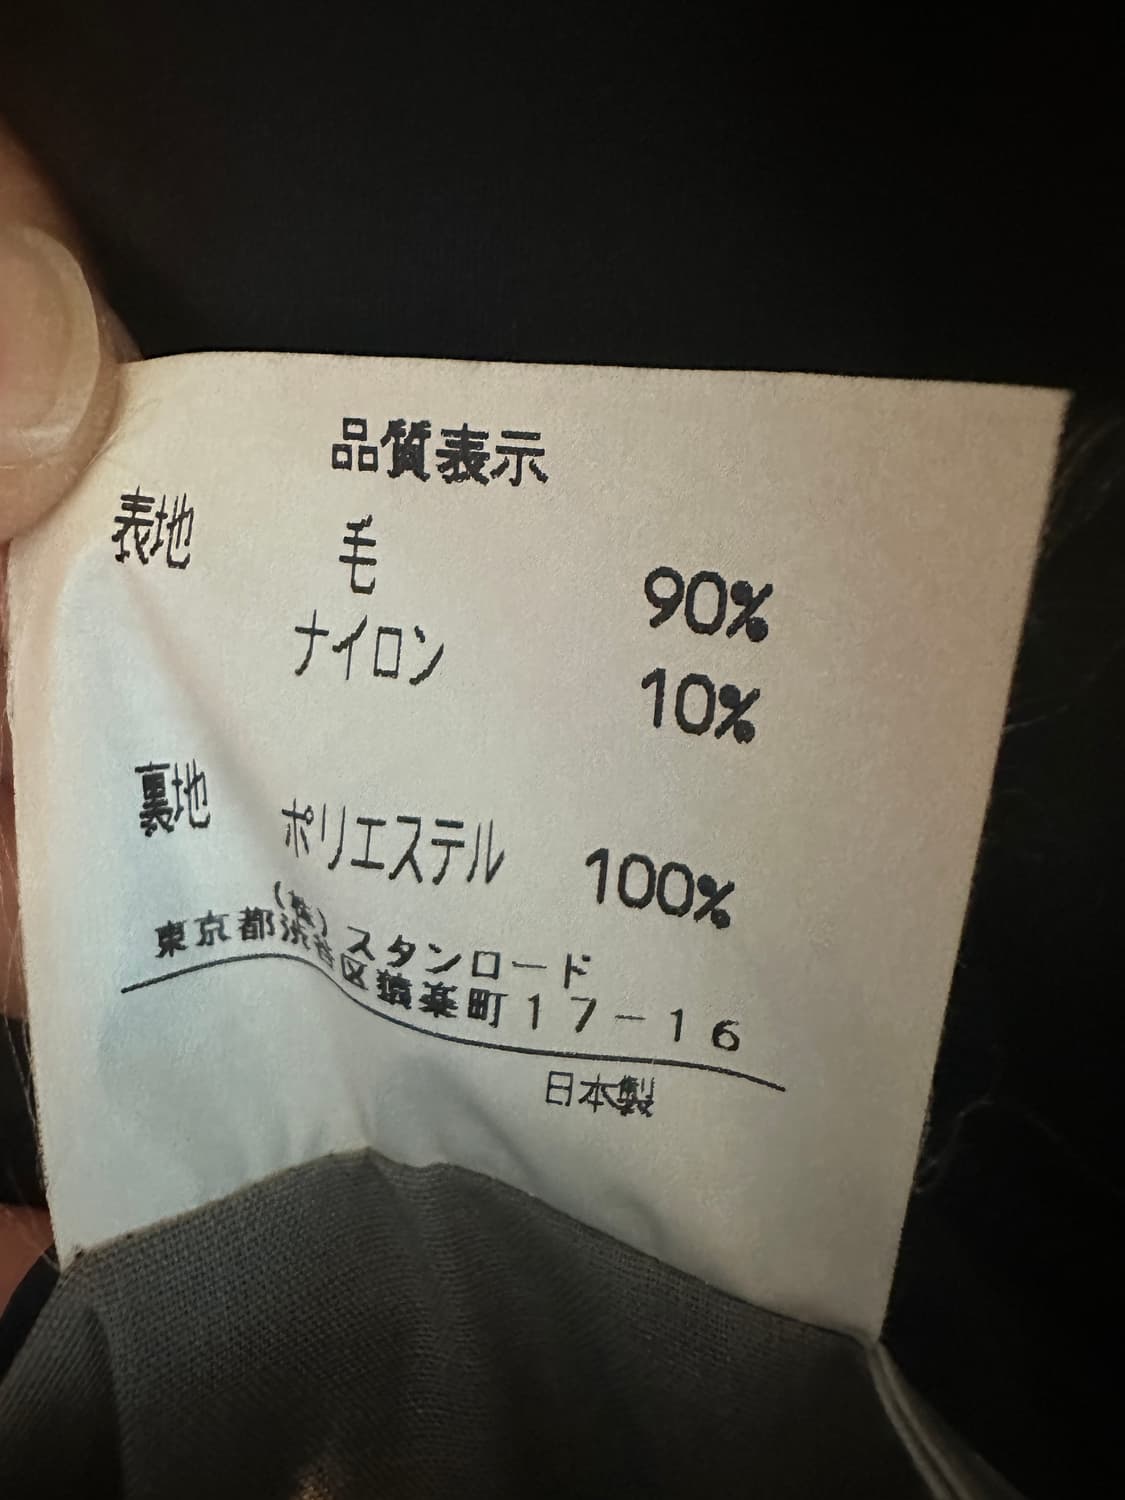 品質表示
表地 毛 90%
ナイロン 10%
裏地 ポリエステル 100%
(株)スタンロード
東京都渋谷区猿楽町17-16
日本製